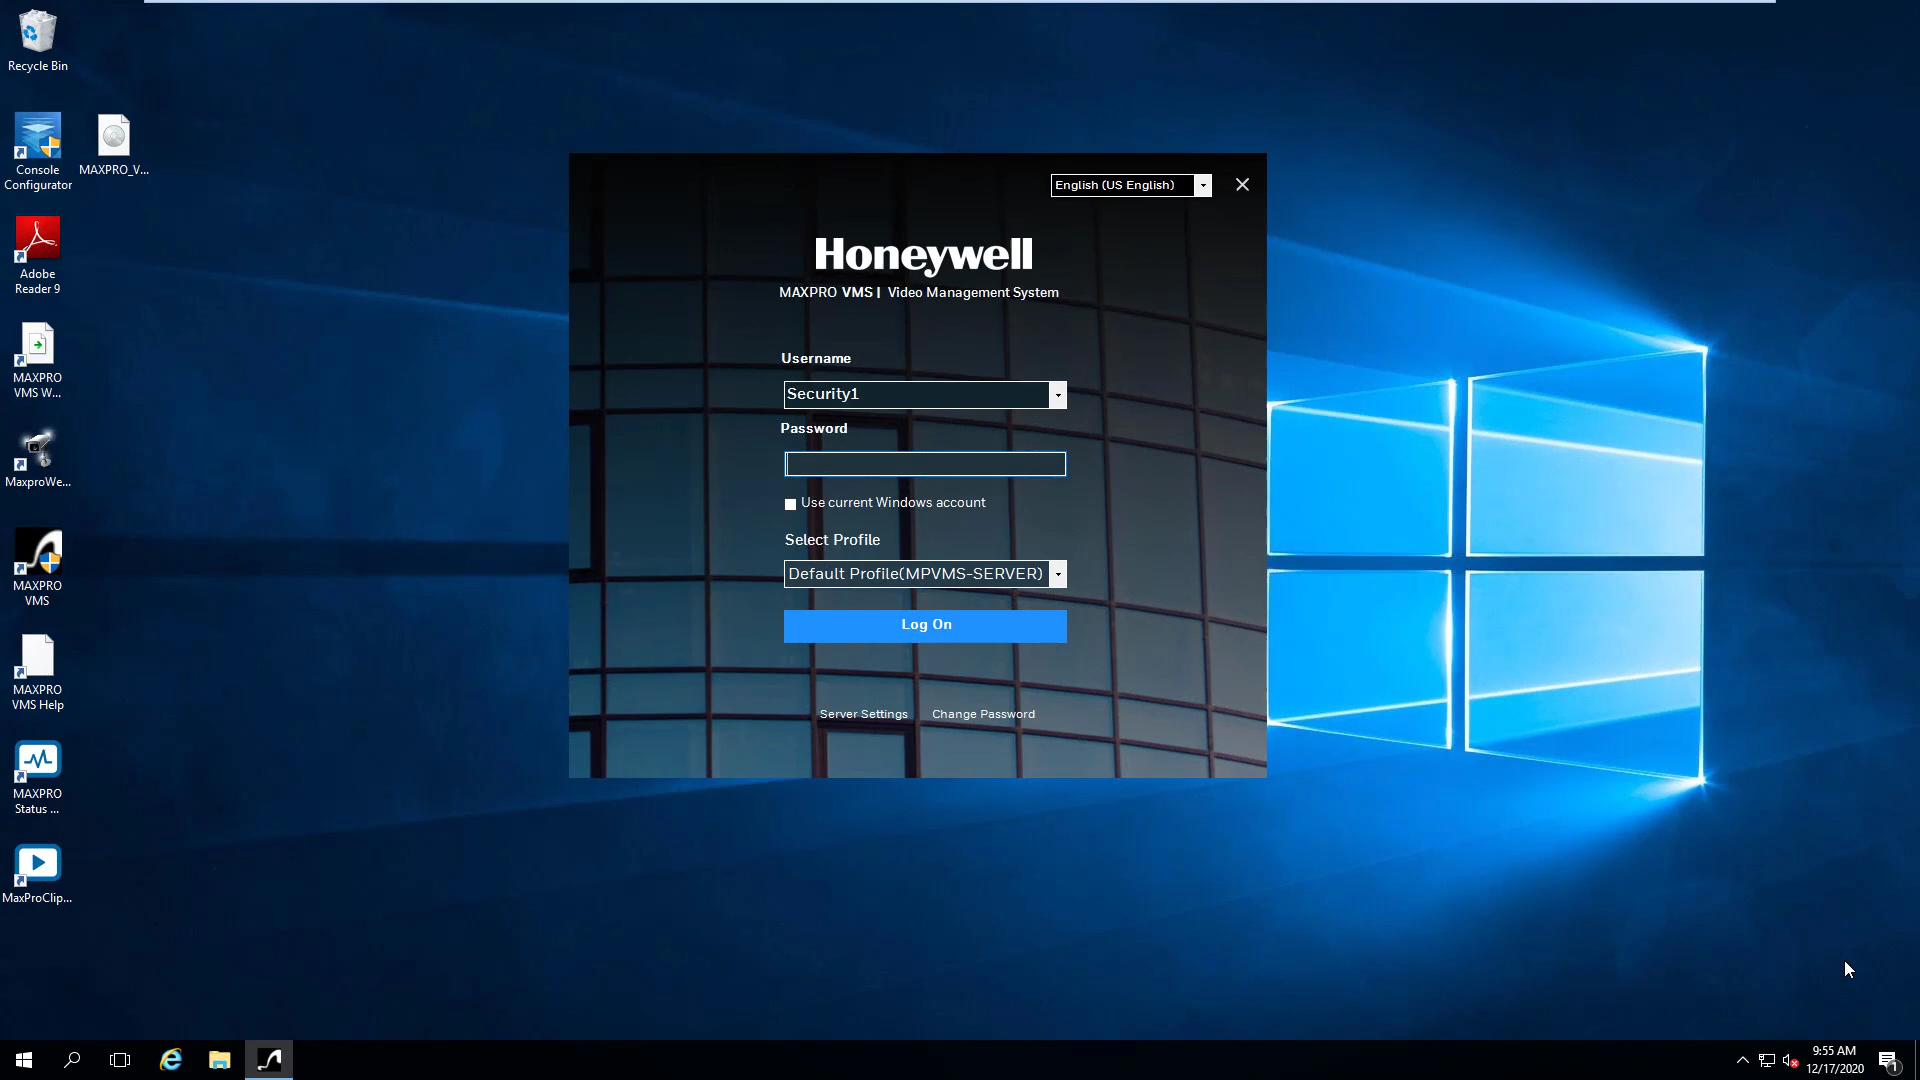 Recycle Bin
Console
Configurator
MAXPRO_V...
Adobe
Reader 9
MAXPRO
VMS W...
MaxproWe...
MAXPRO
VMS
MAXPRO
VMS Help
MAXPRO
Status ...
MaxProClip...
English (US English)
Honeywell
MAXPRO VMS | Video Management System
Username
Security1
Password
Use current Windows account
Select Profile
Default Profile(MPVMS-SERVER)
Log On
Server Settings
Change Password
9:55 AM
12/17/2020
1